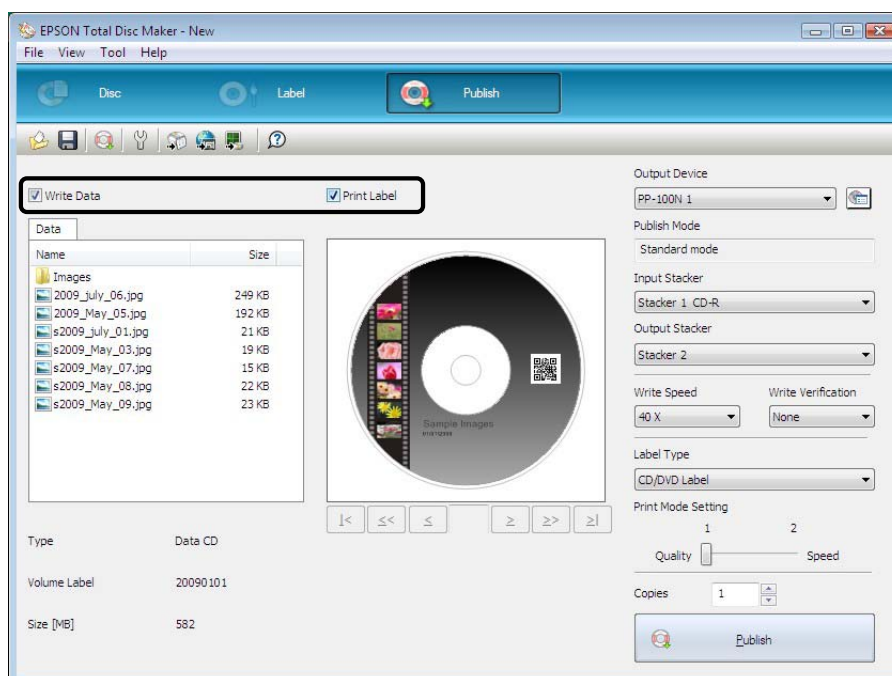 EPSON Total Disc Maker - New
File View Tool Help
Disc Label Publish
Write Data Print Label
Data
Name Size
Images
2009_july_06.jpg 249 KB
2009_May_05.jpg 192 KB
s2009_july_01.jpg 21 KB
s2009_May_03.jpg 19 KB
s2009_May_07.jpg 15 KB
s2009_May_08.jpg 22 KB
s2009_May_09.jpg 23 KB
Sample Images
|< << < > >> >|
Type Data CD
Volume Label 20090101
Size [MB] 582
Output Device
PP-100N 1
Publish Mode
Standard mode
Input Stacker
Stacker 1 CD-R
Output Stacker
Stacker 2
Write Speed Write Verification
40 X None
Label Type
CD/DVD Label
Print Mode Setting
1 2
Quality Speed
Copies 1
Publish